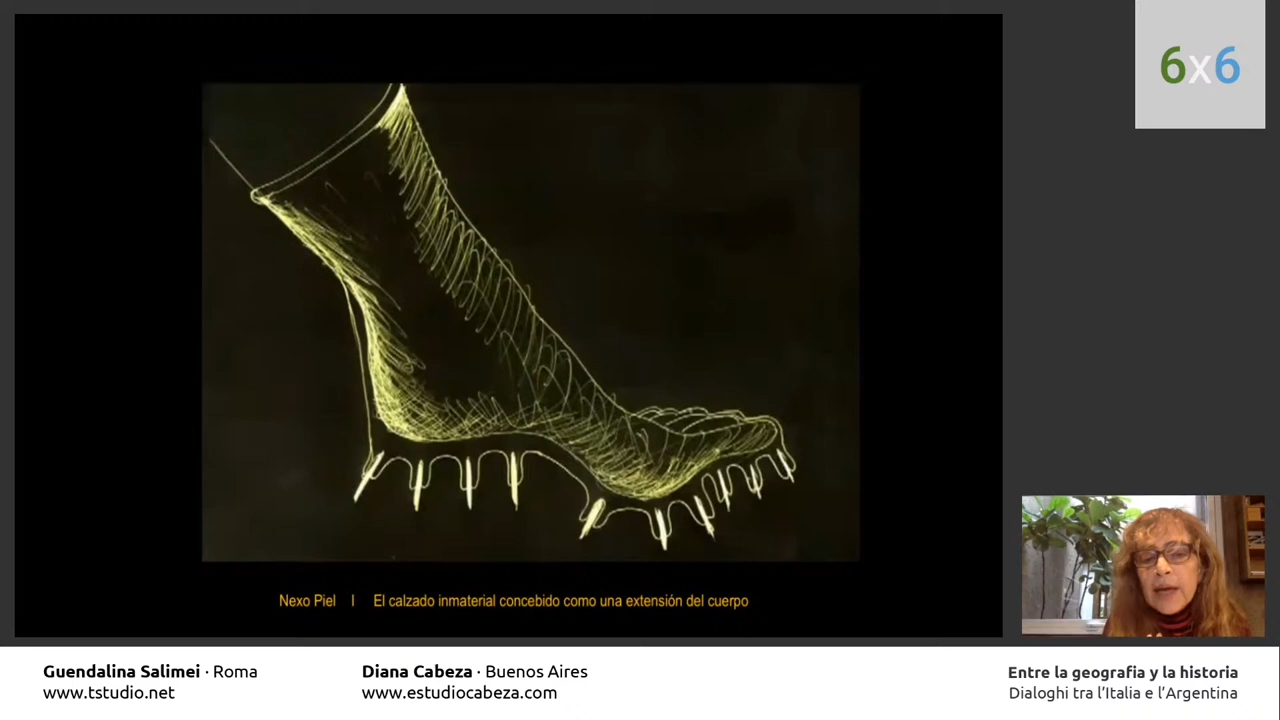 6x6
Nexo Piel | El calzado inmaterial concebido como una extensión del cuerpo
Guendalina Salimei · Roma
www.tstudio.net
Diana Cabeza · Buenos Aires
www.estudiocabeza.com
Entre la geografia y la historia
Dialoghi tra l'Italia e l'Argentina